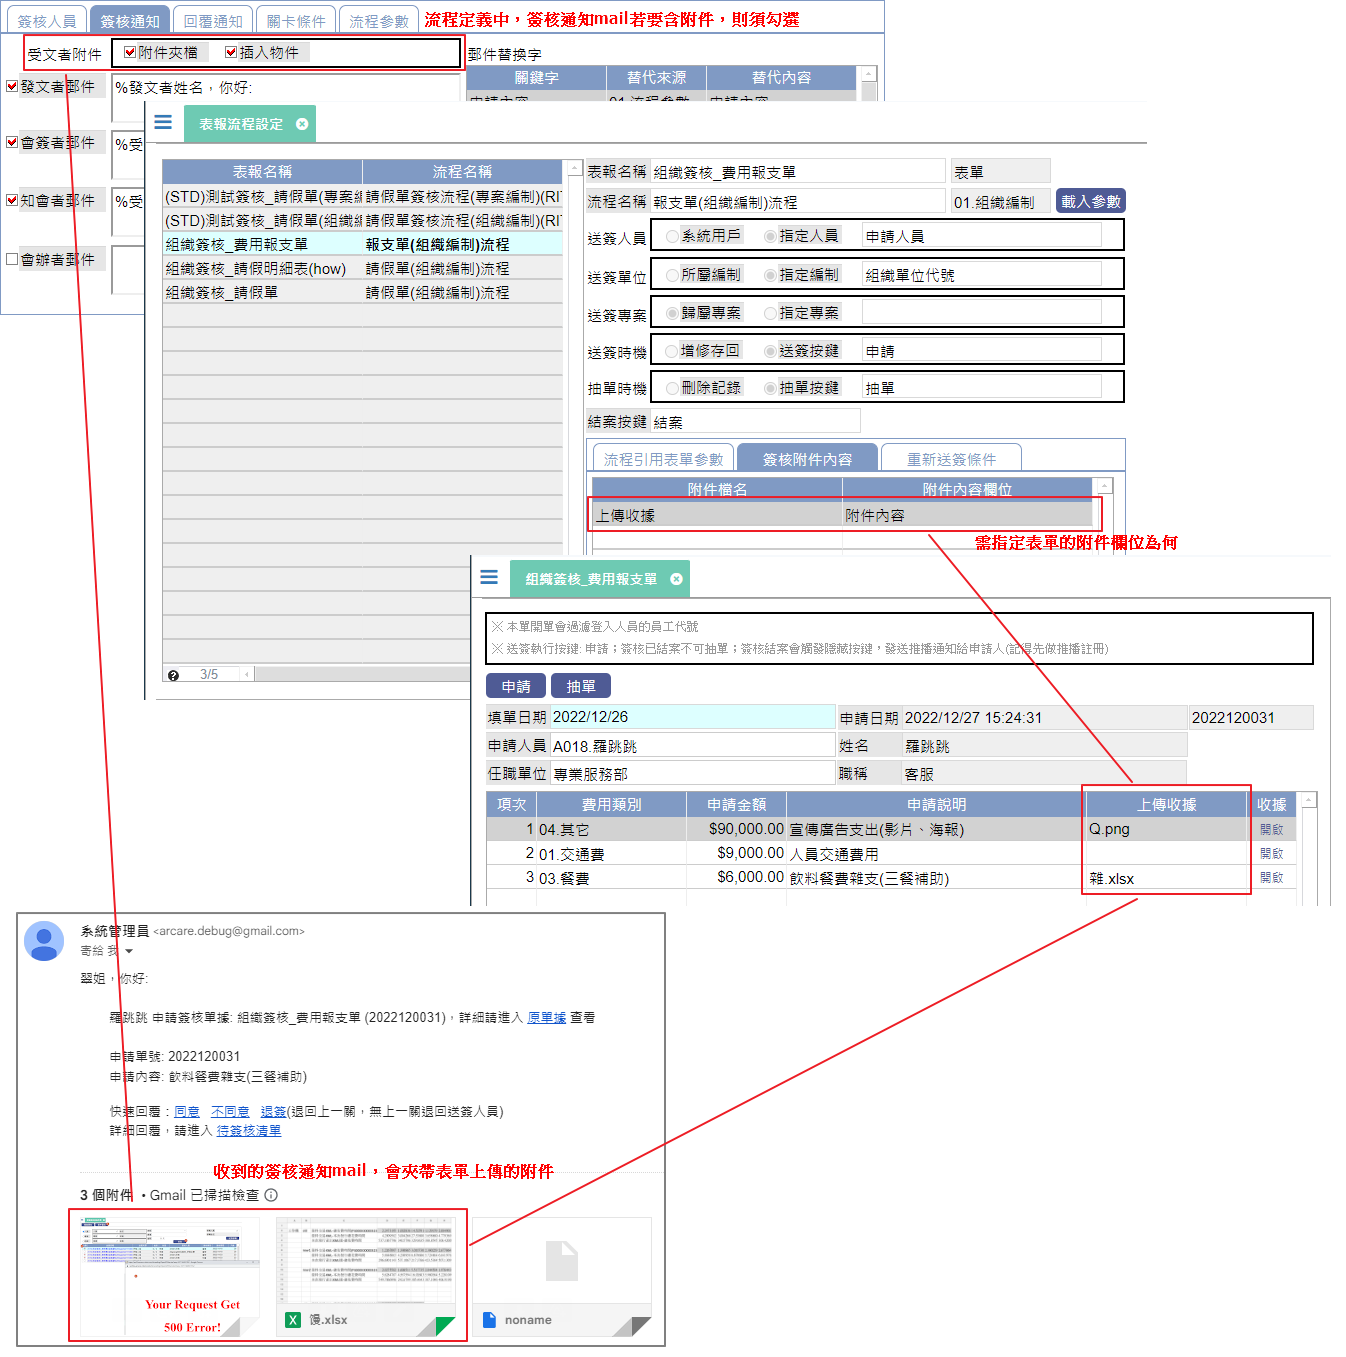 簽核人員 簽核通知 回覆通知 關卡條件 流程參數 流程定義中，簽核通知mail若要含附件，則須勾選
受文者附件 附件夾檔 插入物件 郵件替換字
關鍵字 替代來源 替代內容
發文者郵件 %發文者姓名，你好:
申請內容 01.流程參數 申請內容
會簽者郵件 %受
知會者郵件 %受
會辦者郵件
表報流程設定
表報名稱 流程名稱
(STD)測試簽核_請假單(專案編 請假單簽核流程(專案編制)(RIT
(STD)測試簽核_請假單(組織編 請假單簽核流程(組織編制)(RIT
組織簽核_費用報支單 報支單(組織編制)流程
組織簽核_請假明細表(how) 請假單(組織編制)流程
組織簽核_請假單 請假單(組織編制)流程
3/5
表報名稱 組織簽核_費用報支單 表單
流程名稱 報支單(組織編制)流程 01.組織編制 載入參數
送簽人員 系統用戶 指定人員 申請人員
送簽單位 所屬編制 指定編制 組織單位代號
送簽專案 歸屬專案 指定專案
送簽時機 增修存回 送簽按鍵 申請
抽單時機 刪除記錄 抽單按鍵 抽單
結案按鍵 結案
流程引用表單參數 簽核附件內容 重新送簽條件
附件檔名 附件內容欄位
上傳收據 附件內容
需指定表單的附件欄位為何
組織簽核_費用報支單
※ 本單開單會過濾登入人員的員工代號
※ 送簽執行按鍵: 申請；簽核已結案不可抽單；簽核結案會觸發隱藏按鍵，發送推播通知給申請人(記得先做推播註冊)
申請 抽單
填單日期 2022/12/26 申請日期 2022/12/27 15:24:31 2022120031
申請人員 A018.羅跳跳 姓名 羅跳跳
任職單位 專業服務部 職稱 客服
項次 費用類別 申請金額 申請說明 上傳收據 收據
1 04.其它 $90,000.00 宣傳廣告支出(影片、海報) Q.png 開啟
2 01.交通費 $9,000.00 人員交通費用 開啟
3 03.餐費 $6,000.00 飲料餐費雜支(三餐補助) 雜.xlsx 開啟
系統管理員 <arcare.debug@gmail.com>
寄給 我
翠姐，你好:
羅跳跳 申請簽核單據: 組織簽核_費用報支單 (2022120031)，詳細請進入 原單據 查看
申請單號: 2022120031
申請內容: 飲料餐費雜支(三餐補助)
快速回覆：同意 不同意 退簽(退回上一關，無上一關退回送簽人員)
詳細回覆，請進入 待簽核清單
收到的簽核通知mail，會夾帶表單上傳的附件
3 個附件 • Gmail 已掃描檢查
Your Request Get
500 Error!
X
noname